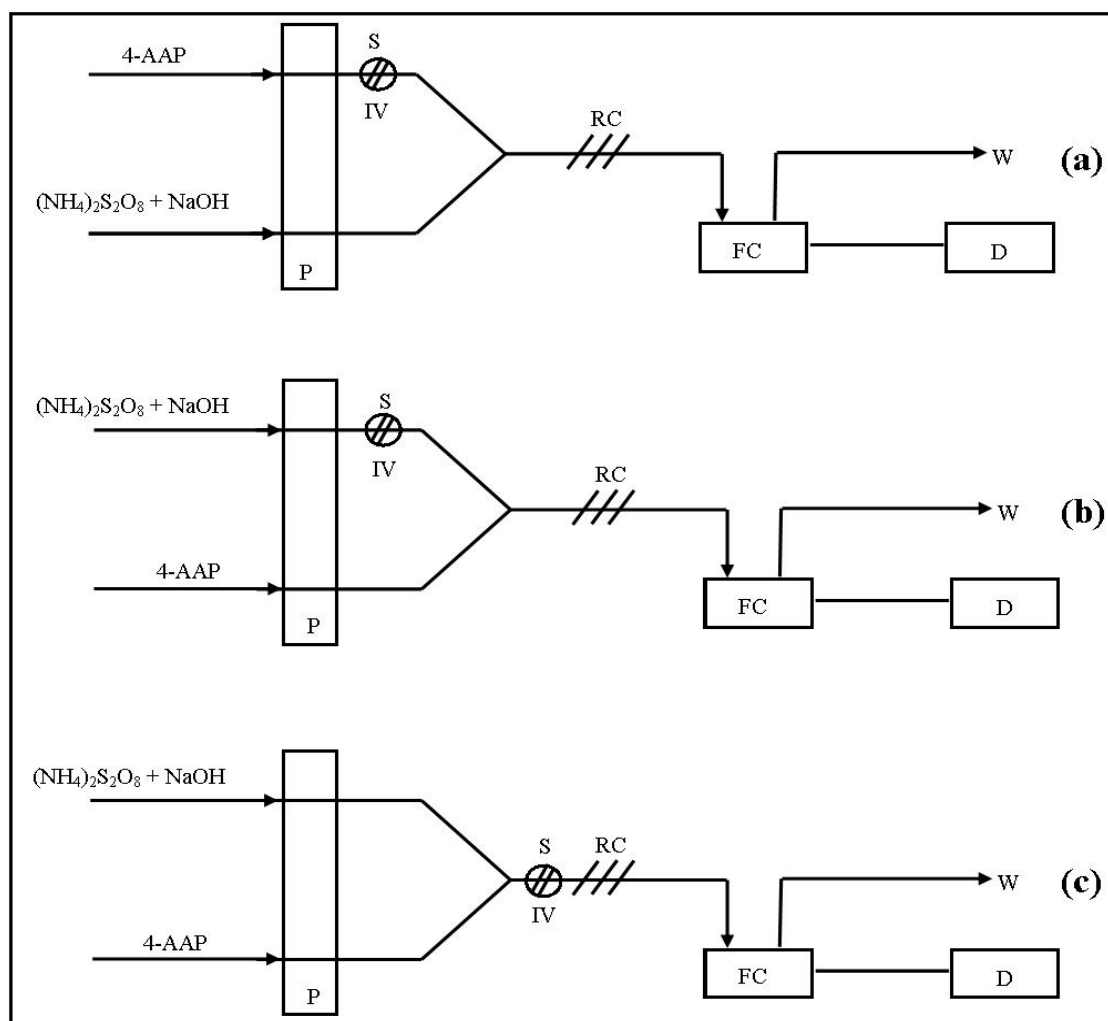 4-AAP
S
IV
RC
W
(a)
(NH₄)₂S₂O₈ + NaOH
P
FC
D
(NH₄)₂S₂O₈ + NaOH
S
IV
RC
W
(b)
4-AAP
P
FC
D
(NH₄)₂S₂O₈ + NaOH
S
RC
IV
W
(c)
4-AAP
P
FC
D